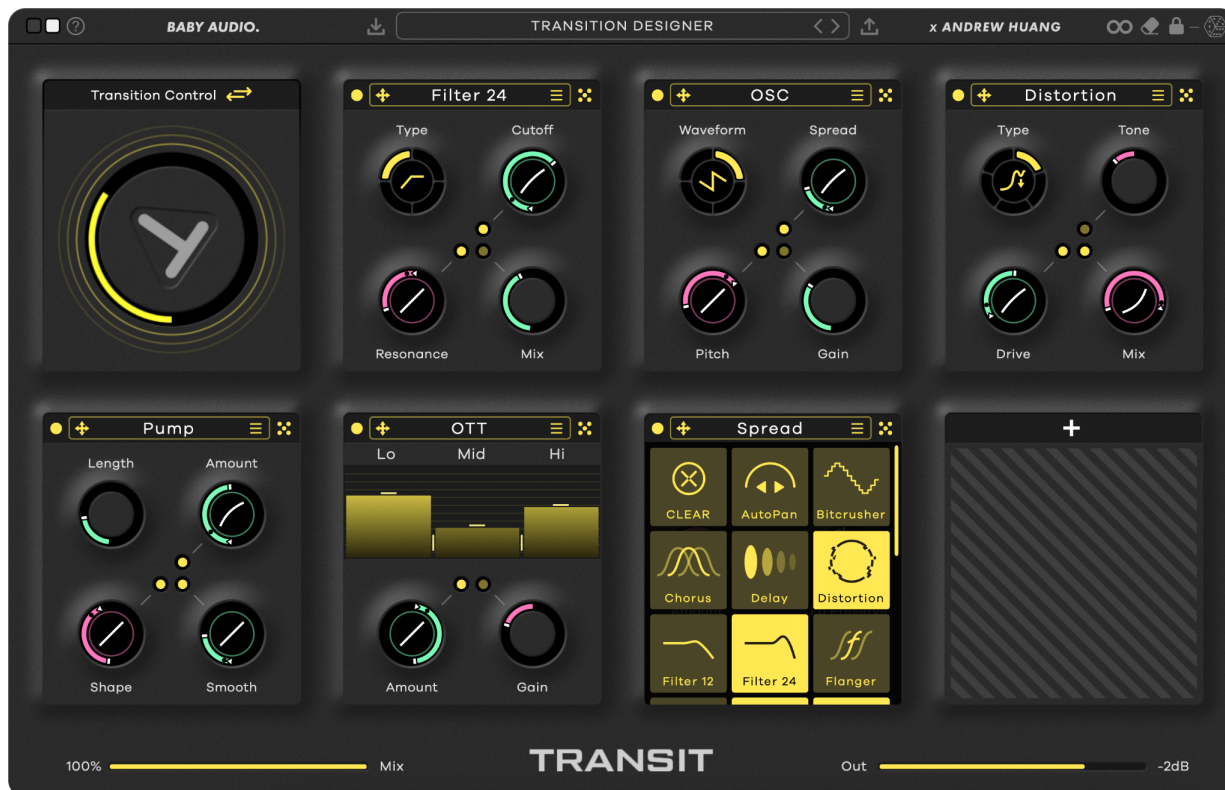 ?
BABY AUDIO.
TRANSITION DESIGNER
x ANDREW HUANG
Transition Control
Filter 24
Type
Cutoff
Resonance
Mix
OSC
Waveform
Spread
Pitch
Gain
Distortion
Type
Tone
Drive
Mix
Pump
Length
Amount
Shape
Smooth
OTT
Lo Mid Hi
Amount
Gain
Spread
CLEAR
AutoPan
Bitcrusher
Chorus
Delay
Distortion
Filter 12
Filter 24
Flanger
+
100%
Mix
TRANSIT
Out
-2dB